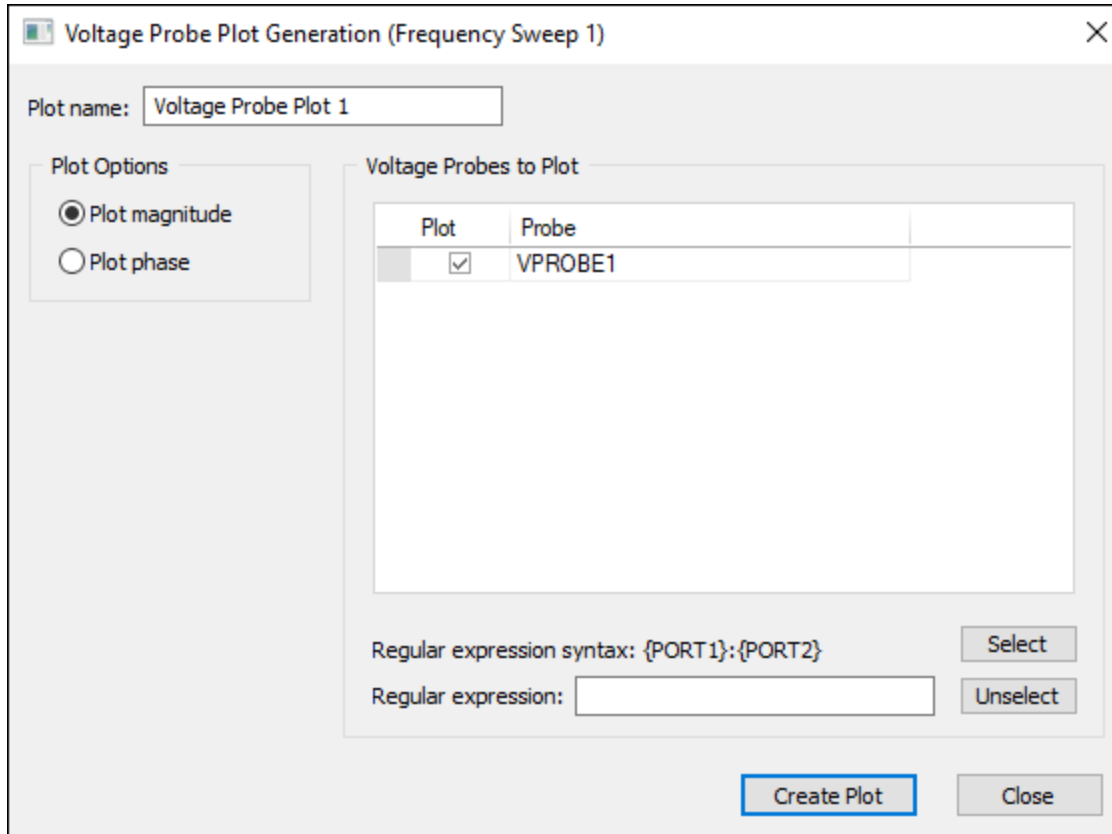 Voltage Probe Plot Generation (Frequency Sweep 1)
Plot name: Voltage Probe Plot 1
Plot Options
Plot magnitude
Plot phase
Voltage Probes to Plot
Plot Probe
VPROBE1
Regular expression syntax: {PORT1}:{PORT2}
Select
Regular expression:
Unselect
Create Plot
Close